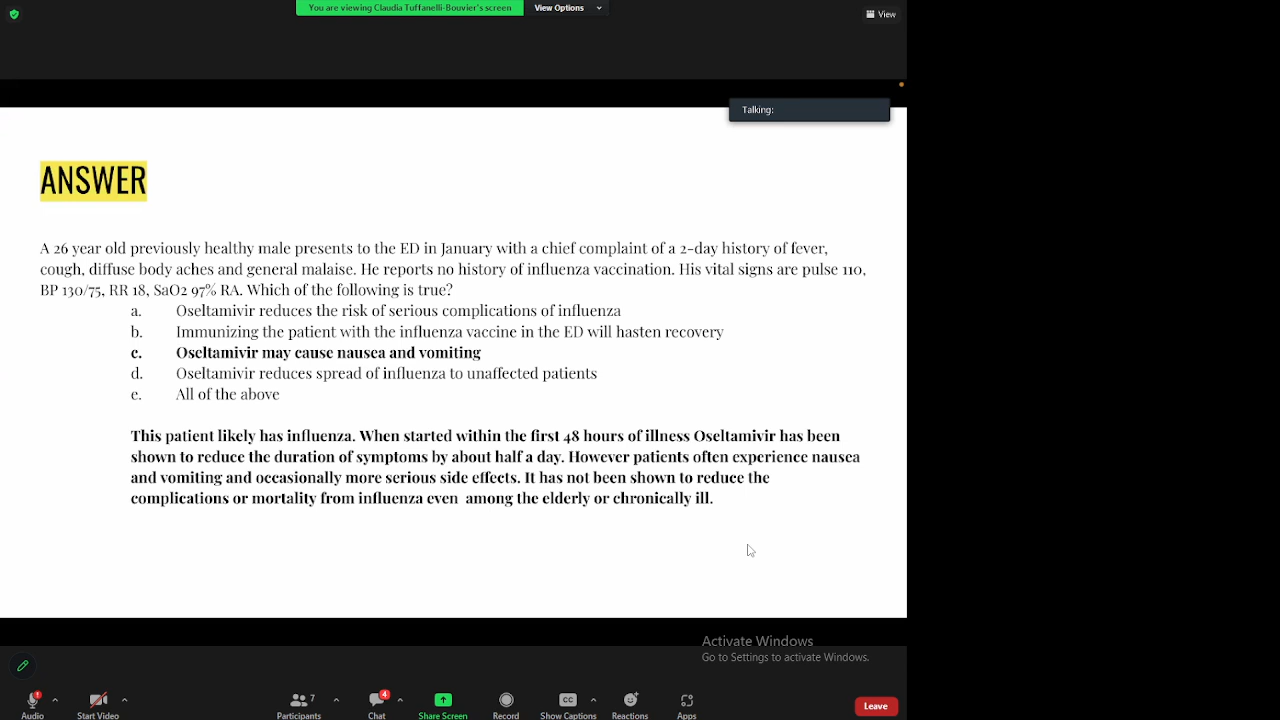 You are viewing Claudia Tuffanelli-Bouvier's screen
View Options
View
Talking:
ANSWER
A 26 year old previously healthy male presents to the ED in January with a chief complaint of a 2-day history of fever,
cough, diffuse body aches and general malaise. He reports no history of influenza vaccination. His vital signs are pulse 110,
BP 130/75, RR 18, SaO2 97% RA. Which of the following is true?
a. Oseltamivir reduces the risk of serious complications of influenza
b. Immunizing the patient with the influenza vaccine in the ED will hasten recovery
c. Oseltamivir may cause nausea and vomiting
d. Oseltamivir reduces spread of influenza to unaffected patients
e. All of the above
This patient likely has influenza. When started within the first 48 hours of illness Oseltamivir has been
shown to reduce the duration of symptoms by about half a day. However patients often experience nausea
and vomiting and occasionally more serious side effects. It has not been shown to reduce the
complications or mortality from influenza even among the elderly or chronically ill.
Activate Windows
Go to Settings to activate Windows.
7
4
CC
Audio
Start Video
Participants
Chat
Share Screen
Record
Show Captions
Reactions
Apps
Leave